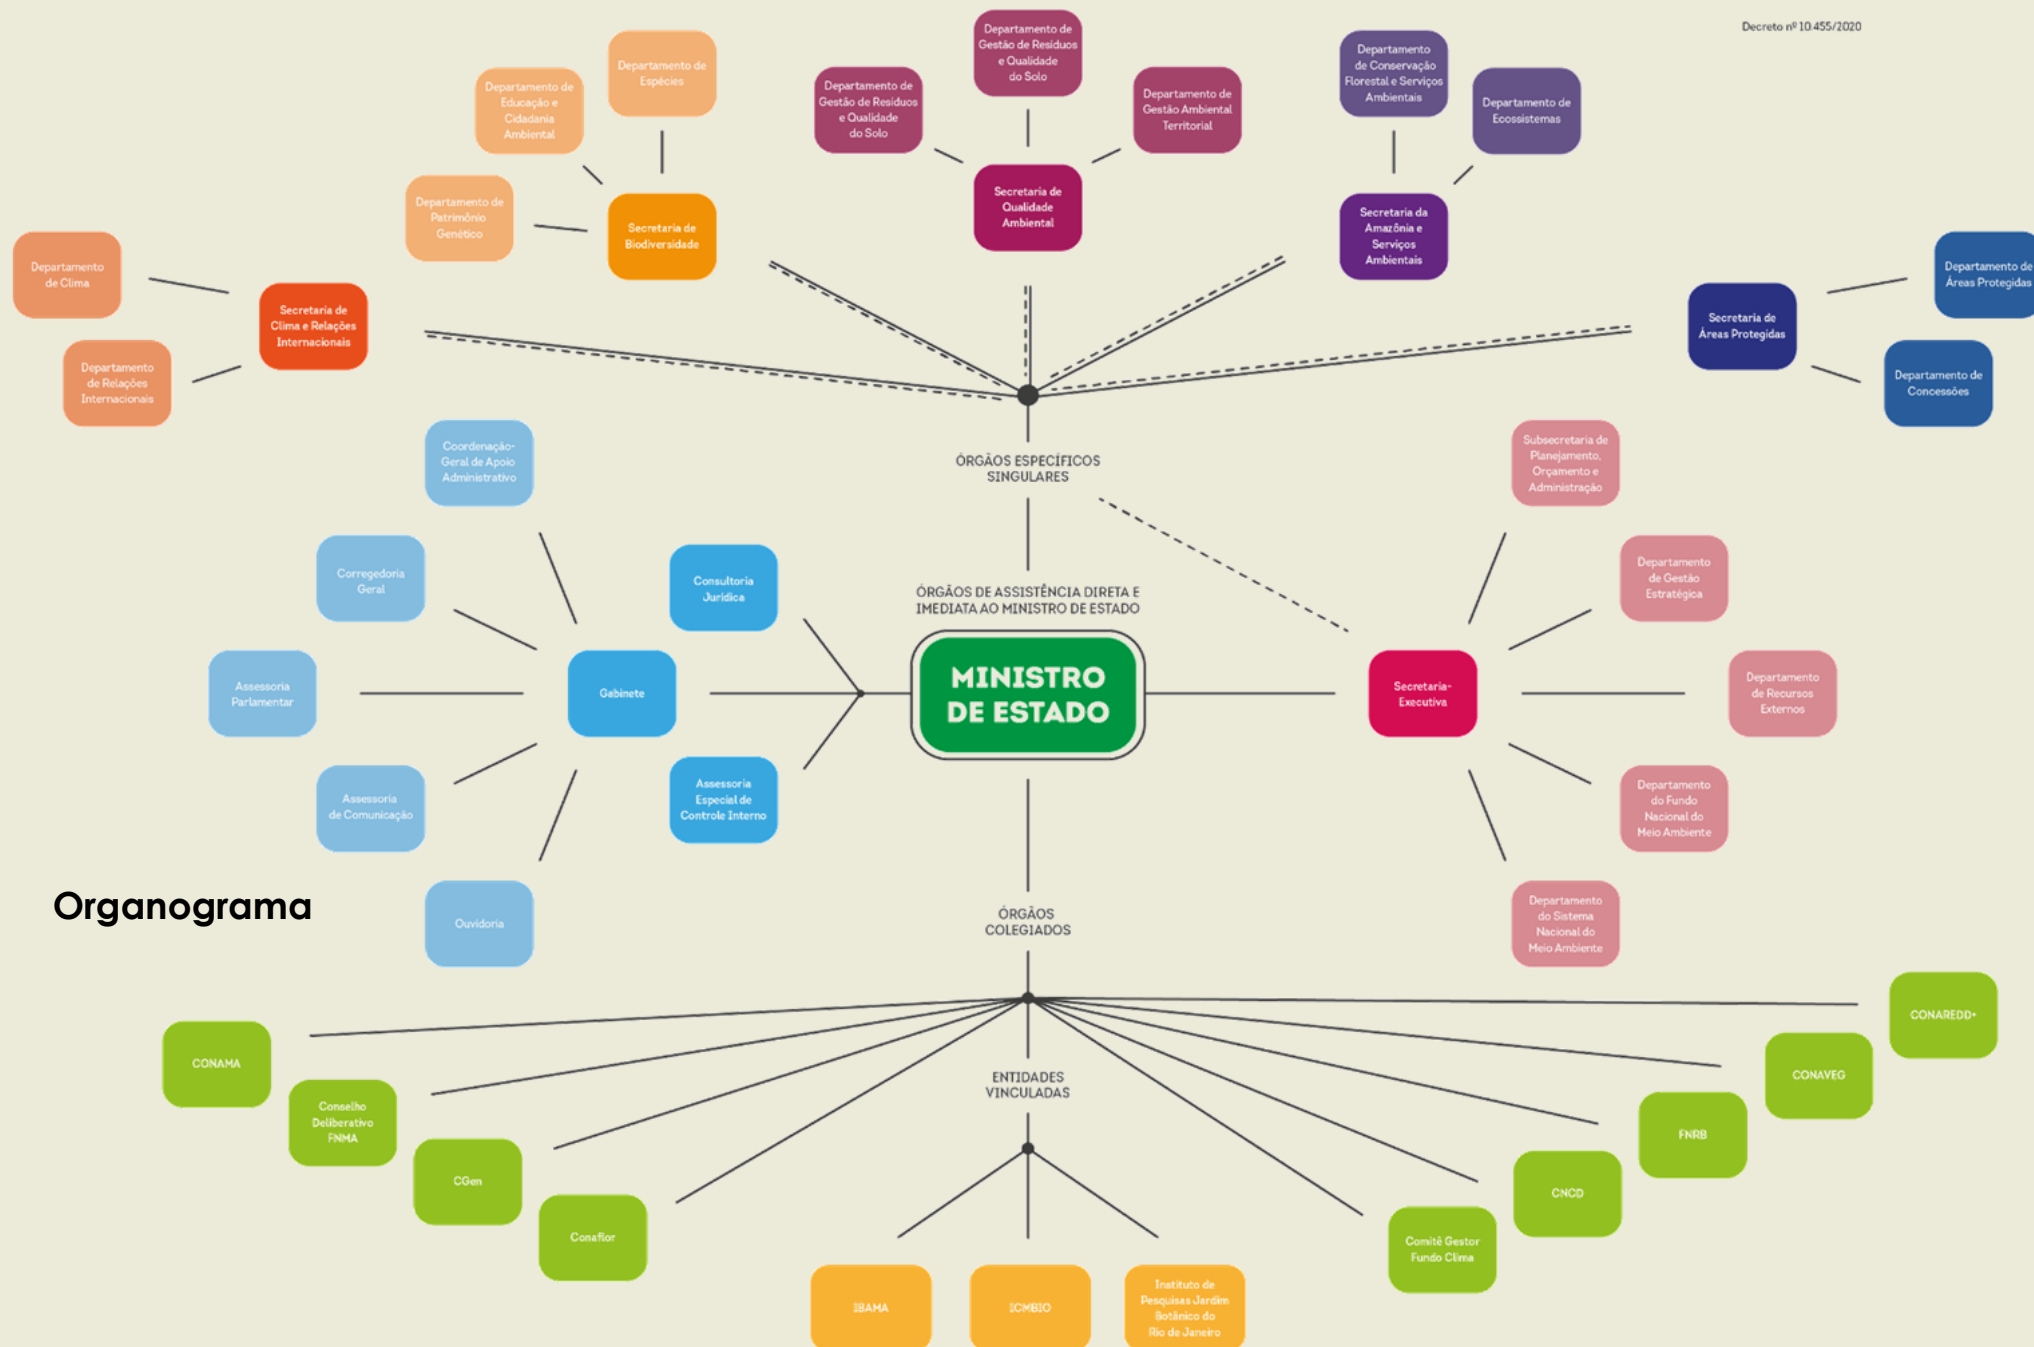 Decreto nº 10.455/2020
Departamento de
Gestão de Resíduos
e Qualidade
do Solo
Departamento de
Espécies
Departamento
de Conservação
Florestal e Serviços
Ambientais
Departamento de
Educação e
Cidadania
Ambiental
Departamento de
Gestão de Resíduos
e Qualidade
do Solo
Departamento de
Gestão Ambiental
Territorial
Departamento de
Ecossistemas
Departamento de
Patrimônio
Genético
Secretaria de
Biodiversidade
Secretaria de
Qualidade
Ambiental
Secretaria da
Amazônia e
Serviços
Ambientais
Departamento
de Clima
Secretaria de
Clima e Relações
Internacionais
Secretaria de
Áreas Protegidas
Departamento de
Áreas Protegidas
Departamento
de Relações
Internacionais
Departamento de
Concessões
Coordenação-
Geral de Apoio
Administrativo
ÓRGÃOS ESPECÍFICOS
SINGULARES
Subsecretaria de
Planejamento,
Orçamento e
Administração
Corregedoria
Geral
Consultoria
Jurídica
ÓRGÃOS DE ASSISTÊNCIA DIRETA E
IMEDIATA AO MINISTRO DE ESTADO
Departamento
de Gestão
Estratégica
Assessoria
Parlamentar
Gabinete
MINISTRO
DE ESTADO
Secretaria-
Executiva
Departamento
de Recursos
Externos
Assessoria
de Comunicação
Assessoria
Especial de
Controle Interno
Departamento
do Fundo
Nacional do
Meio Ambiente
Organograma
Ouvidoria
ÓRGÃOS
COLEGIADOS
Departamento
do Sistema
Nacional do
Meio Ambiente
CONAMA
Conselho
Deliberativo
FNMA
CGen
Conaflor
ENTIDADES
VINCULADAS
CONAREDD+
CONAVEG
FNRB
CNCD
Comitê Gestor
Fundo Clima
IBAMA
ICMBIO
Instituto de
Pesquisas Jardim
Botânico do
Rio de Janeiro